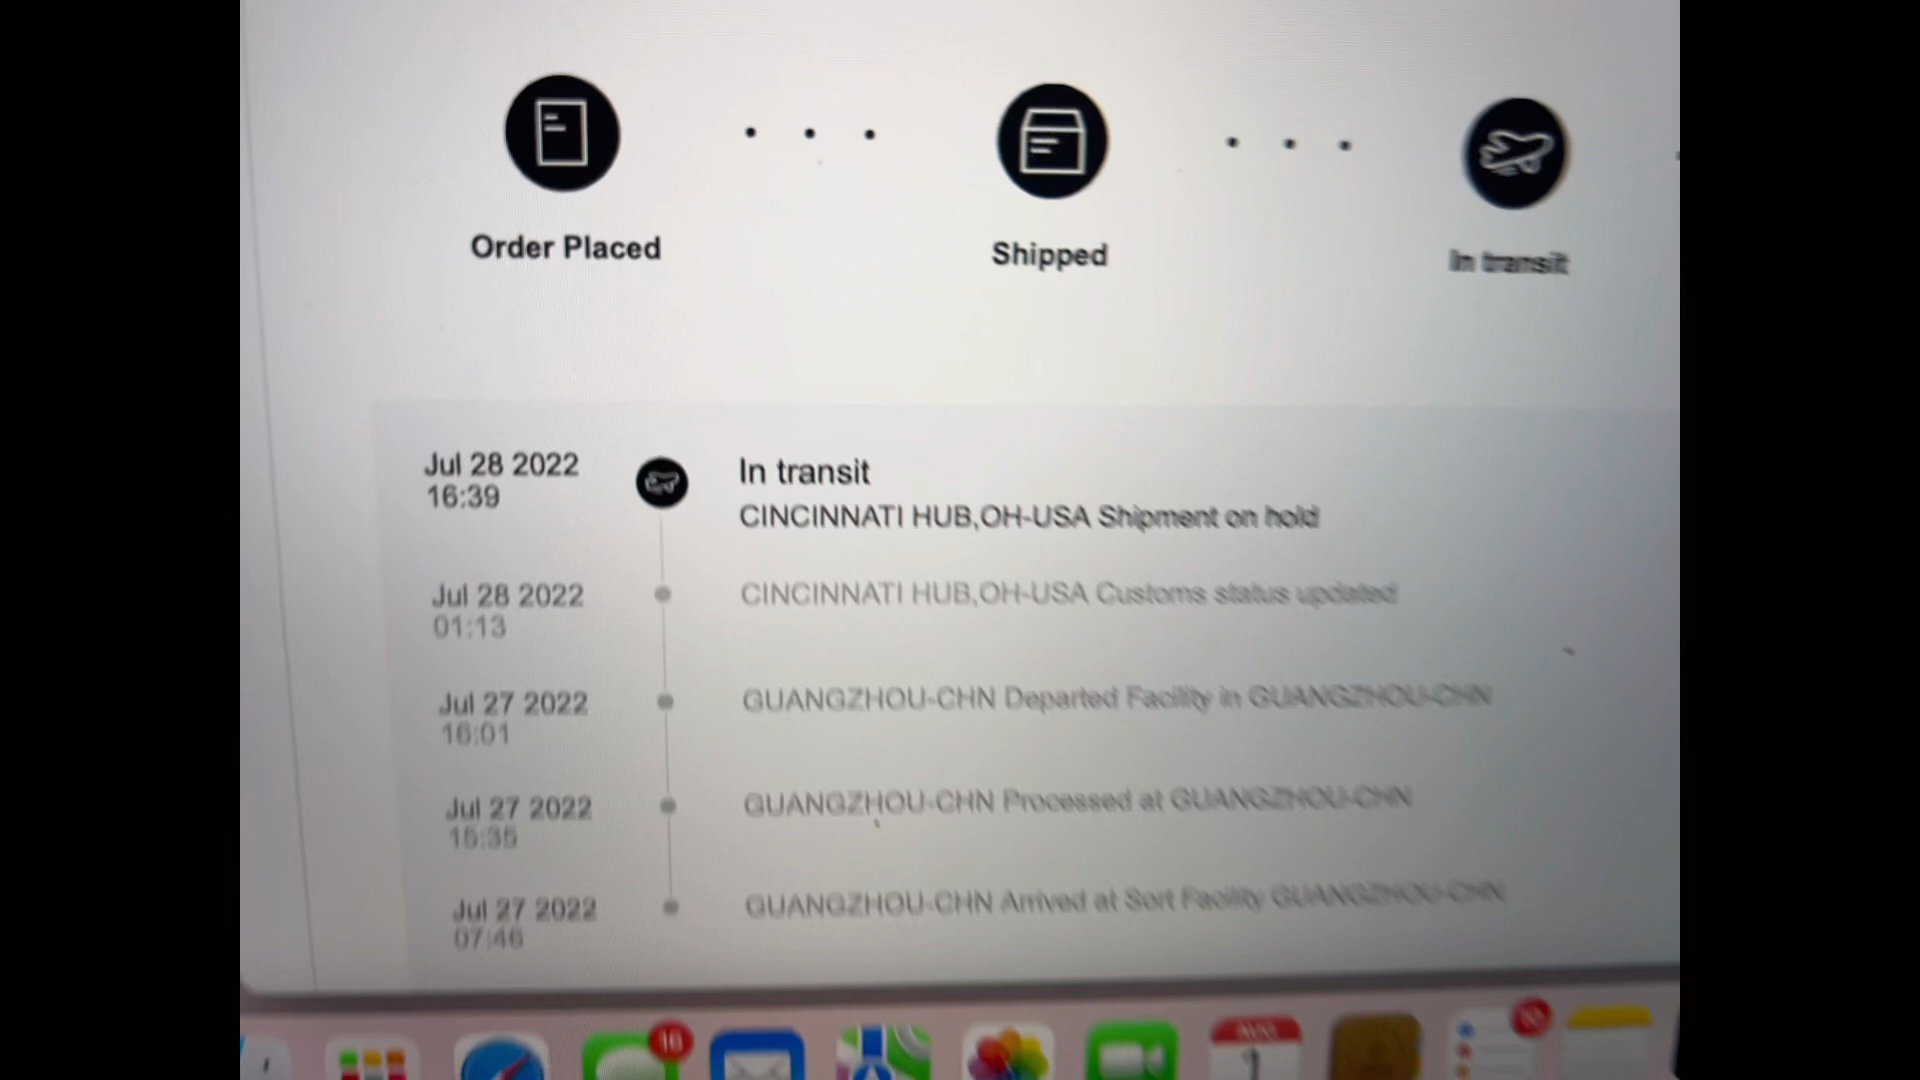 Order Placed
Shipped
In transit
Jul 28 2022
16:39
In transit
CINCINNATI HUB,OH-USA Shipment on hold
Jul 28 2022
01:13
CINCINNATI HUB,OH-USA Customs status updated
Jul 27 2022
16:01
GUANGZHOU-CHN Departed Facility in GUANGZHOU-CHN
Jul 27 2022
15:35
GUANGZHOU-CHN Processed at GUANGZHOU-CHN
Jul 27 2022
07:46
GUANGZHOU-CHN Arrived at Sort Facility GUANGZHOU-CHN
16
AUG
1